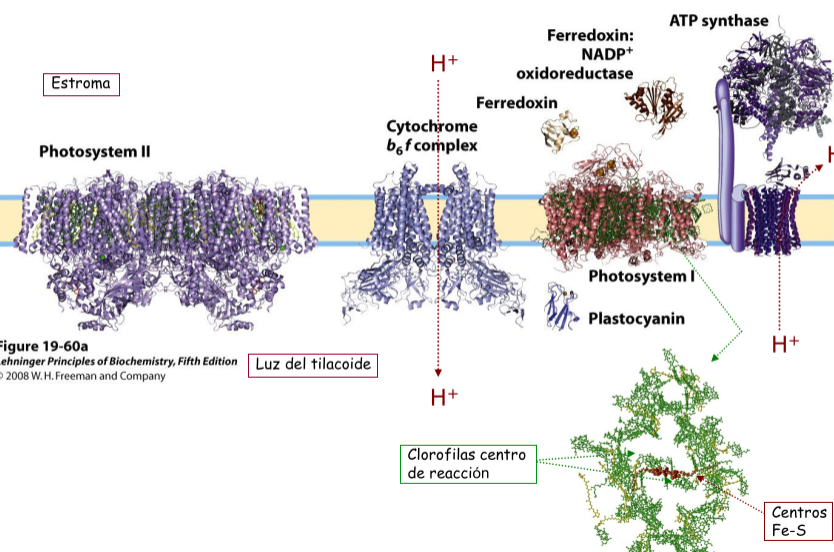 ATP synthase
Ferredoxin:
NADP+
oxidoreductase
H+
Estroma
Ferredoxin
Cytochrome
b6f complex
Photosystem II
H
Photosystem I
Plastocyanin
H+
Figure 19-60a
Lehninger Principles of Biochemistry, Fifth Edition
© 2008 W. H. Freeman and Company
Luz del tilacoide
H+
Clorofilas centro
de reacción
Centros
Fe-S